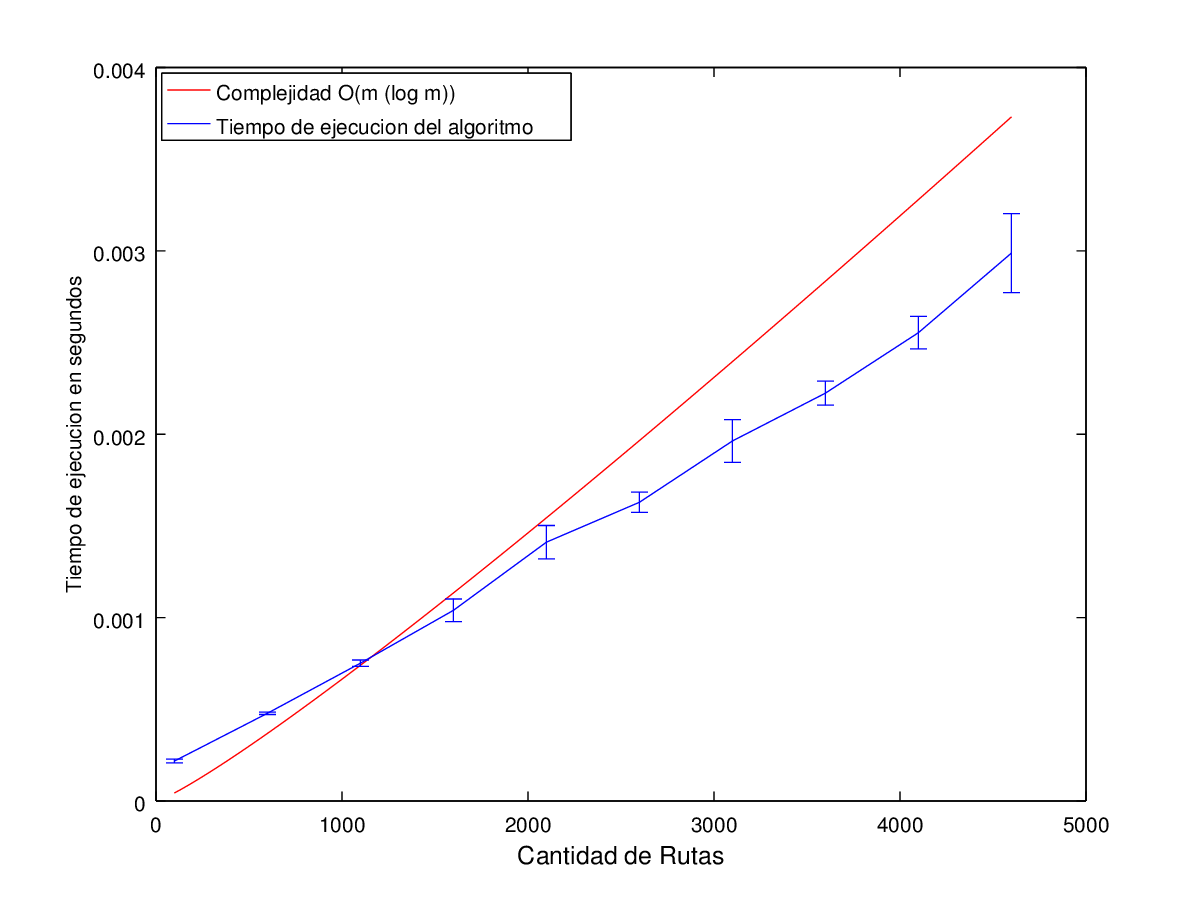 Complejidad O(m (log m))
Tiempo de ejecucion del algoritmo
0.004
0.003
0.002
0.001
0
Tiempo de ejecucion en segundos
0 1000 2000 3000 4000 5000
Cantidad de Rutas